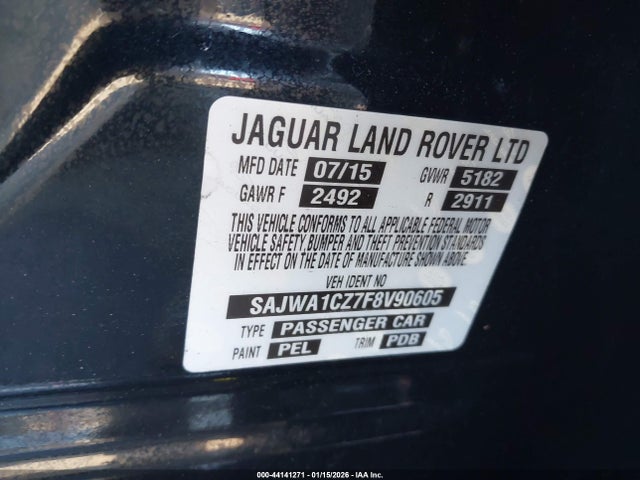 JAGUAR LAND ROVER LTD
MFD DATE 07/15 GVWR 5182
GAWR F 2492 R 2911
THIS VEHICLE CONFORMS TO ALL APPLICABLE FEDERAL MOTOR
VEHICLE SAFETY, BUMPER AND THEFT PREVENTION STANDARDS
IN EFFECT ON THE DATE OF MANUFACTURE SHOWN ABOVE
VEH IDENT NO
SAJWA1CZ7F8V90605
TYPE PASSENGER CAR
PAINT PEL TRIM PDB
000-44141271 - 01/15/2026 - IAA Inc.